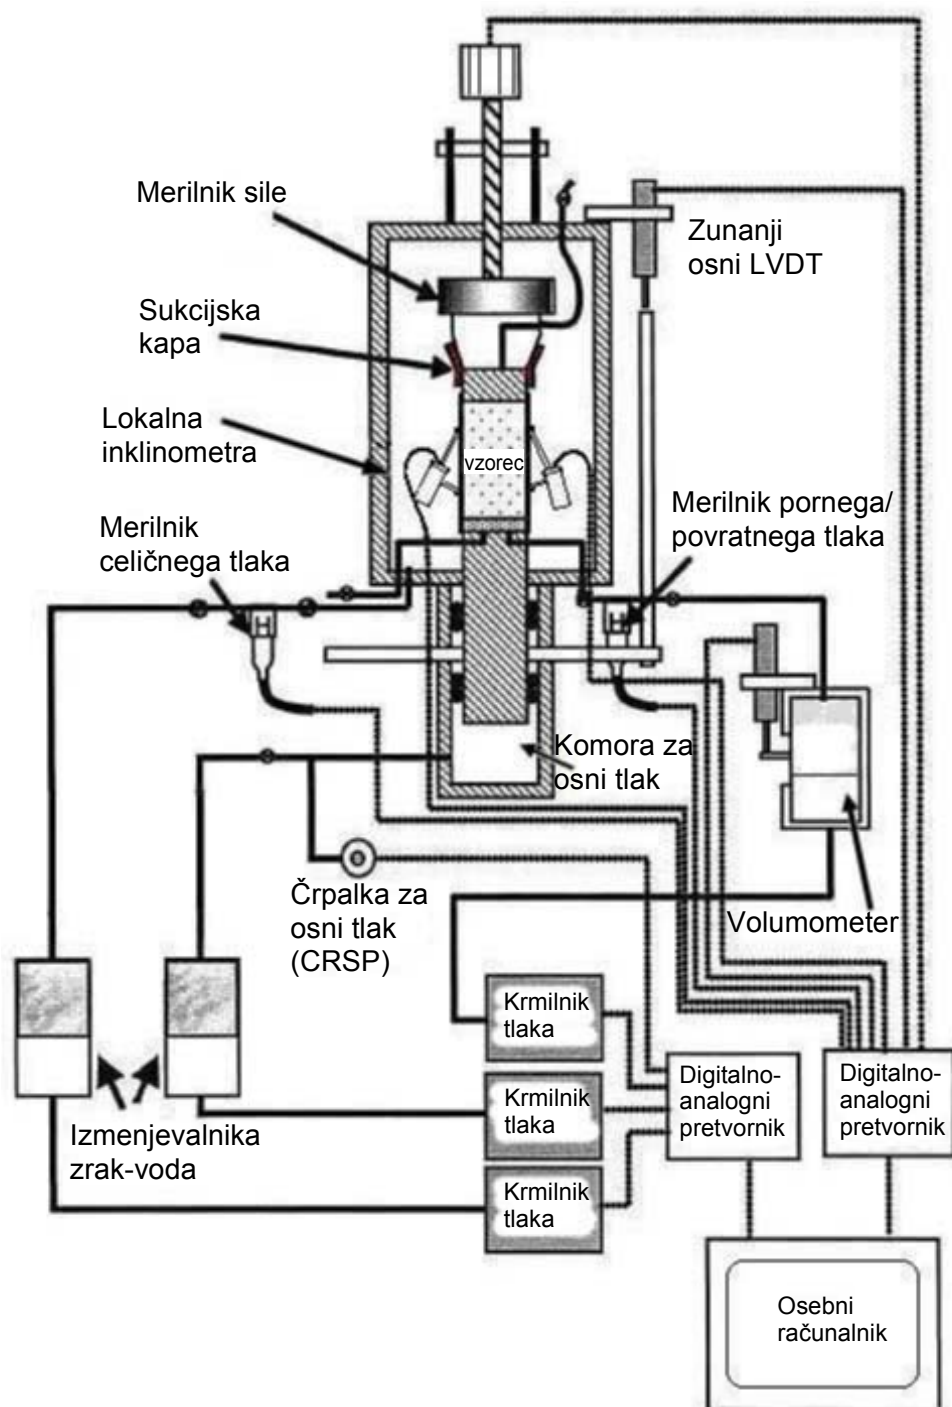 Merilnik sile
Zunanji
osni LVDT
Sukcijska
kapa
Lokalna
inklinometra
vzorec
Merilnik
celičnega tlaka
Merilnik pornega/
povratnega tlaka
Komora za
osni tlak
Črpalka za
osni tlak
(CRSP)
Volumometer
Izmenjevalnika
zrak-voda
Krmilnik
tlaka
Krmilnik
tlaka
Krmilnik
tlaka
Digitalno-
analogni
pretvornik
Digitalno-
analogni
pretvornik
Osebni
računalnik